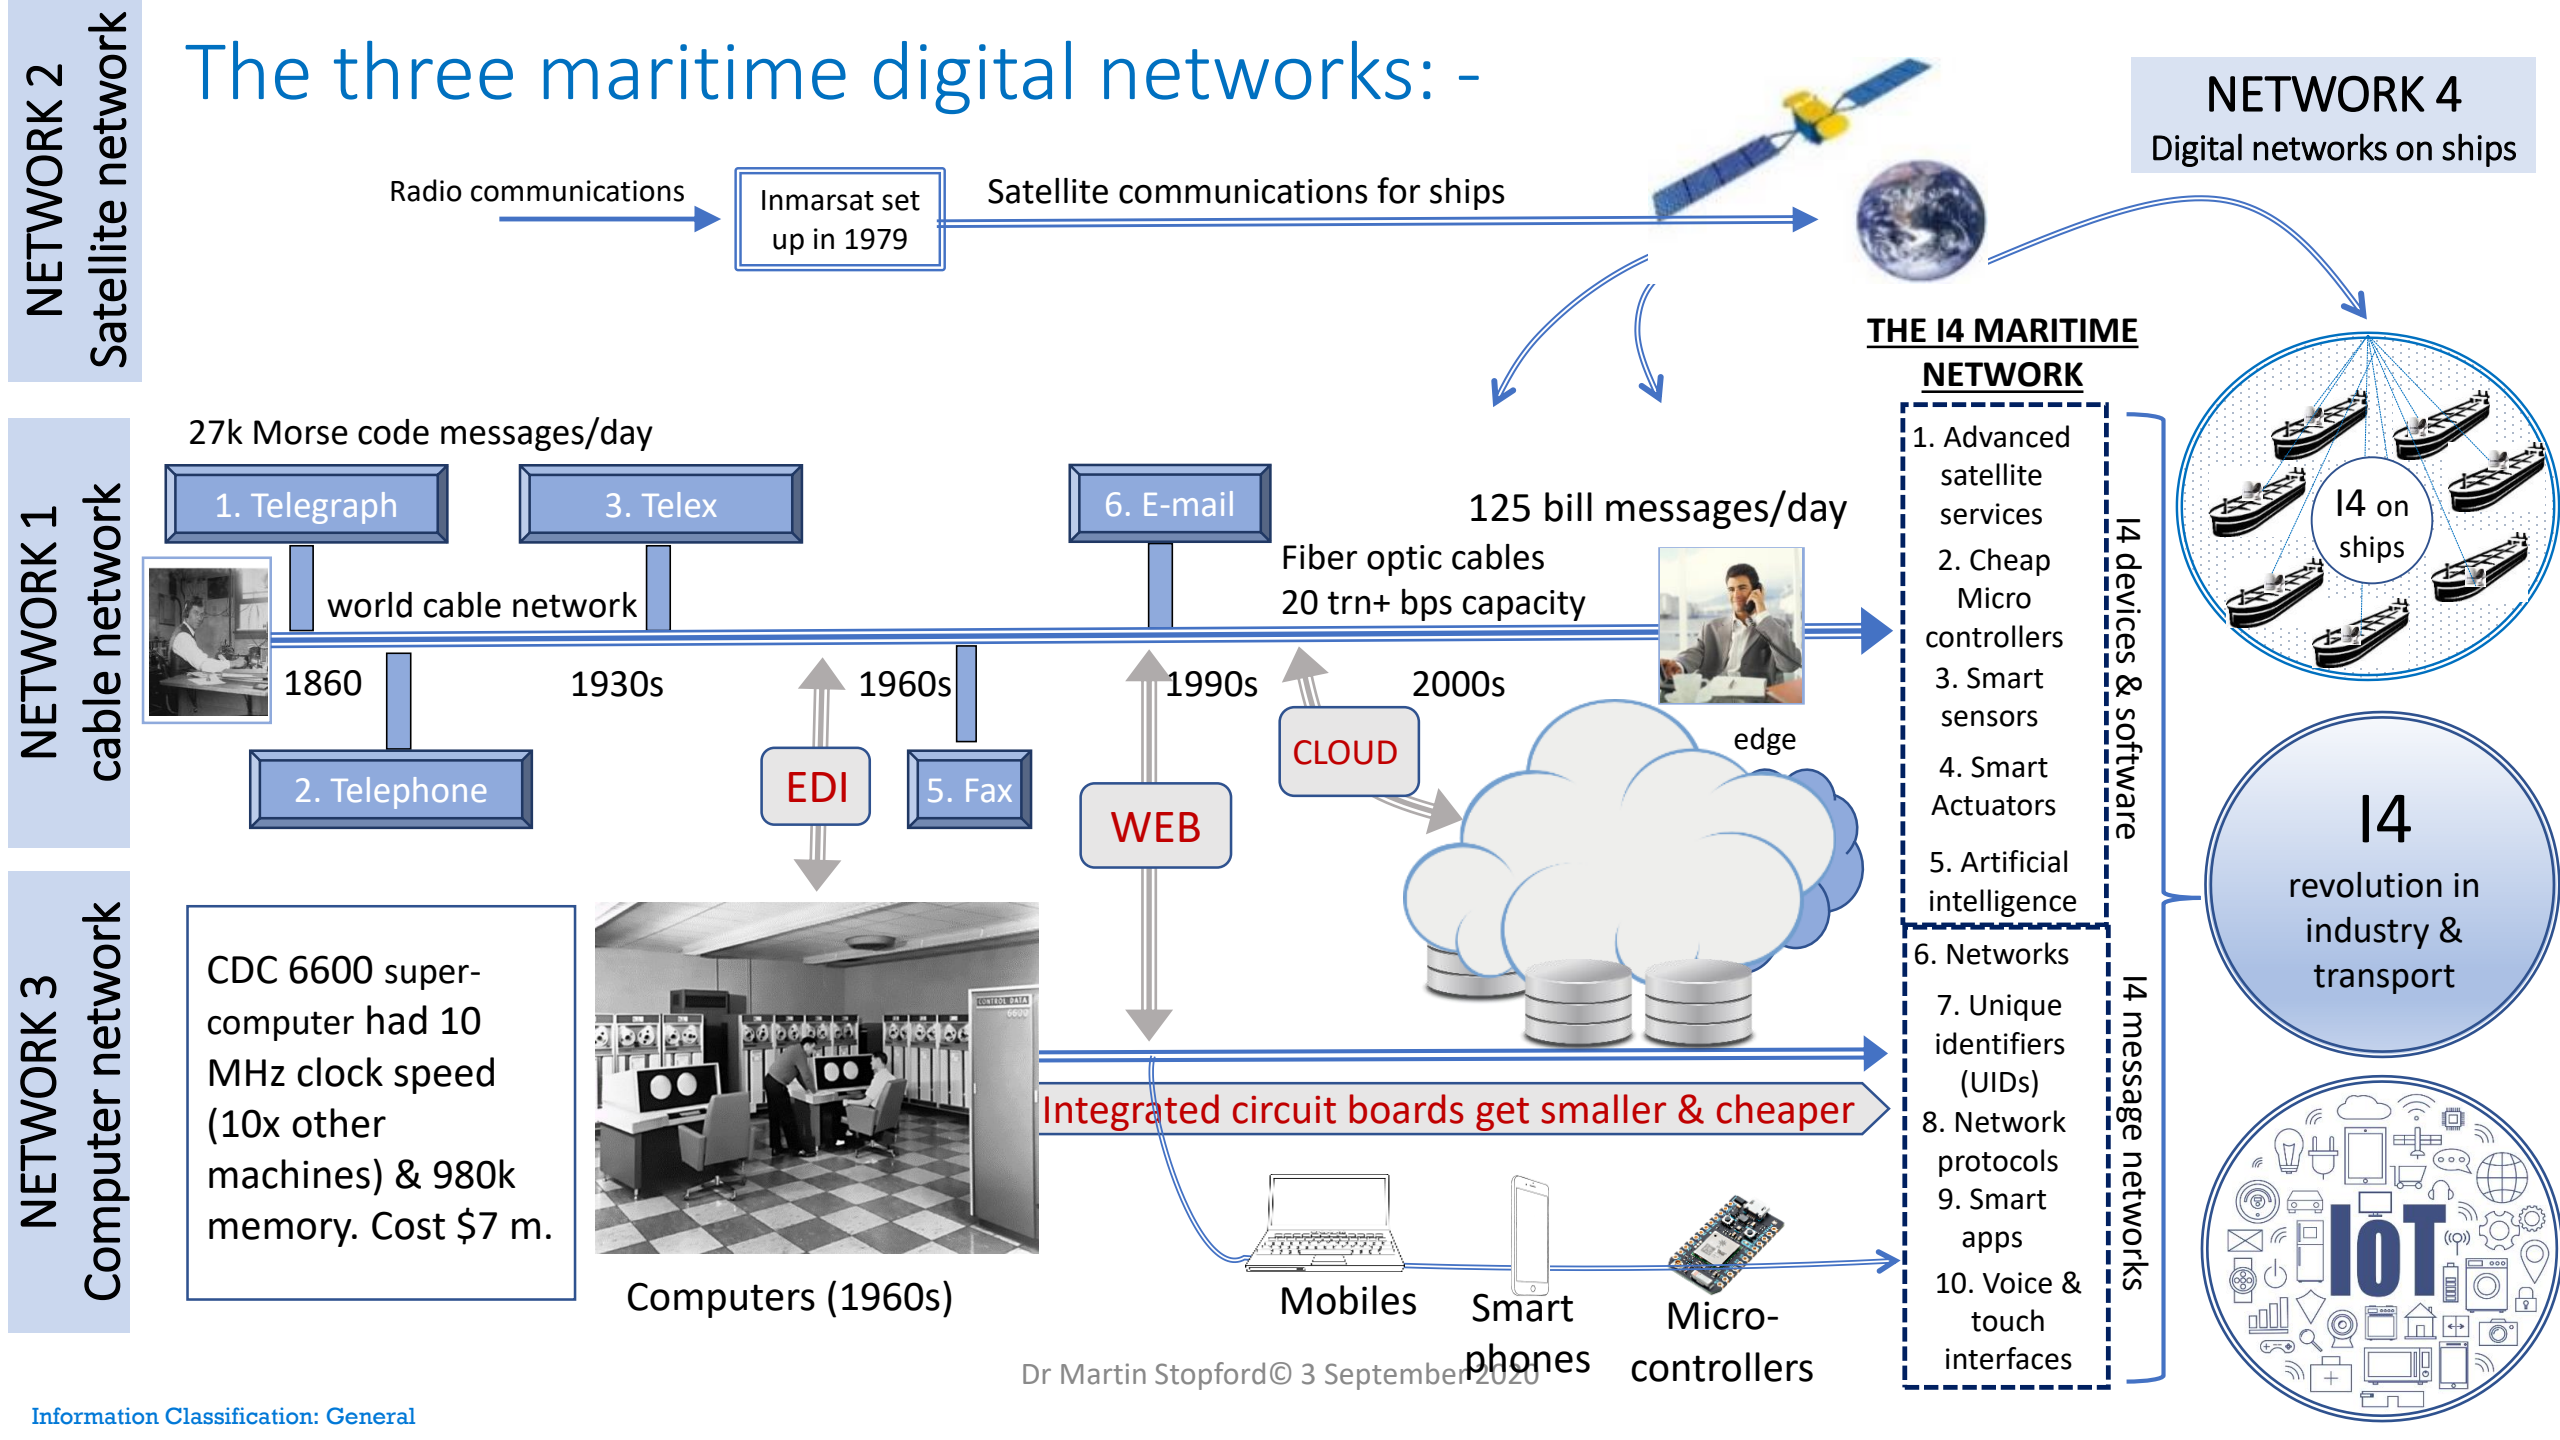 The three maritime digital networks: -
NETWORK 2
Satellite network
Radio communications
Inmarsat set
up in 1979
Satellite communications for ships
NETWORK 4
Digital networks on ships
NETWORK 1
cable network
27k Morse code messages/day
1. Telegraph
3. Telex
6. E-mail
125 bill messages/day
Fiber optic cables
20 trn+ bps capacity
world cable network
1860
1930s
1960s
1990s
2000s
2. Telephone
EDI
5. Fax
WEB
CLOUD
edge
NETWORK 3
Computer network
CDC 6600 super-
computer had 10
MHz clock speed
(10x other
machines) & 980k
memory. Cost $7 m.
CONTROL DATA
6600
Computers (1960s)
Integrated circuit boards get smaller & cheaper
Mobiles
Smart
phones
Micro-
controllers
THE I4 MARITIME
NETWORK
1. Advanced
satellite
services
2. Cheap
Micro
controllers
3. Smart
sensors
4. Smart
Actuators
5. Artificial
intelligence
6. Networks
7. Unique
identifiers
(UIDs)
8. Network
protocols
9. Smart
apps
10. Voice &
touch
interfaces
I4 devices & software
I4 message networks
I4 on
ships
I4
revolution in
industry &
transport
IoT
Dr Martin Stopford© 3 September 2020
Information Classification: General